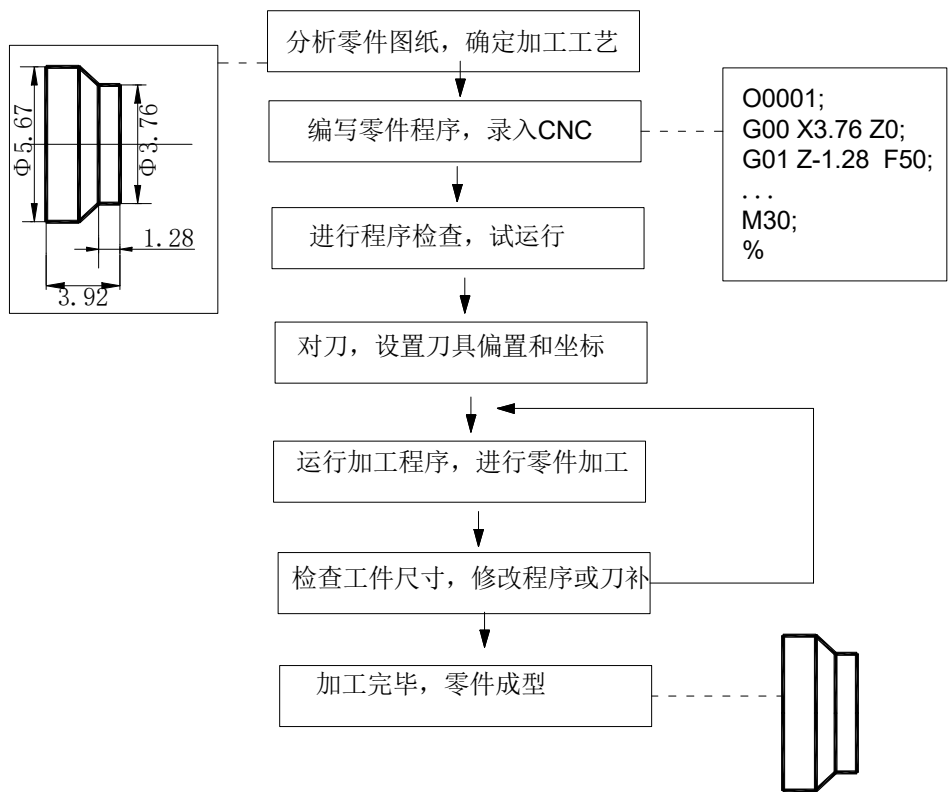 分析零件图纸，确定加工工艺
Φ5.67
Φ3.76
1.28
3.92
编写零件程序，录入CNC
O0001;
G00 X3.76 Z0;
G01 Z-1.28  F50;
. . .
M30;
%
进行程序检查，试运行
对刀，设置刀具偏置和坐标
运行加工程序，进行零件加工
检查工件尺寸，修改程序或刀补
加工完毕，零件成型